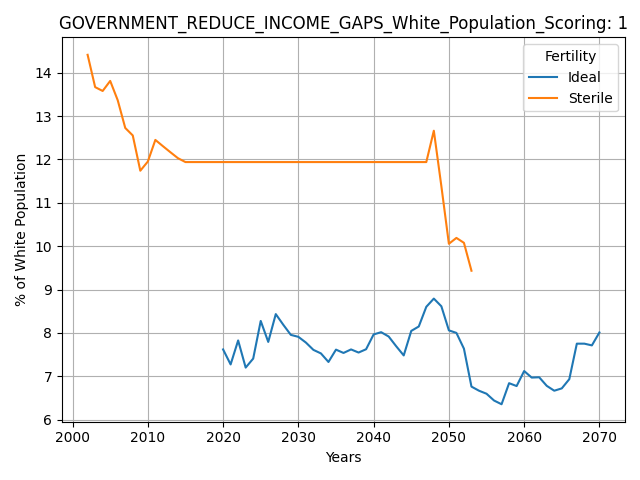 GOVERNMENT_REDUCE_INCOME_GAPS_White_Population_Scoring: 1
Fertility
Ideal
Sterile
% of White Population
14
13
12
11
10
9
8
7
6
2000 2010 2020 2030 2040 2050 2060 2070
Years